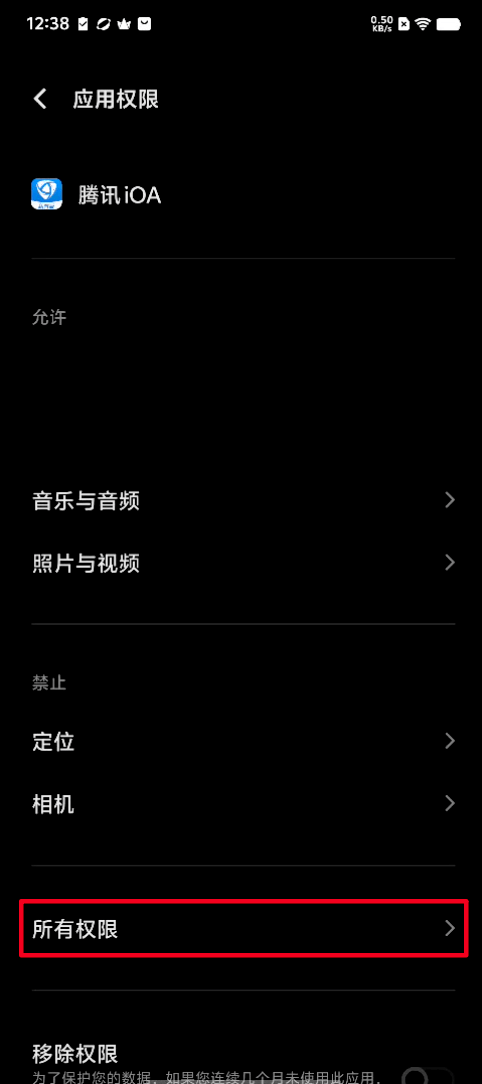 12:38
0.50
KB/s
应用权限
腾讯iOA
允许
音乐与音频
照片与视频
禁止
定位
相机
所有权限
移除权限
为了保护您的数据，如果您连续几个月未使用此应用，